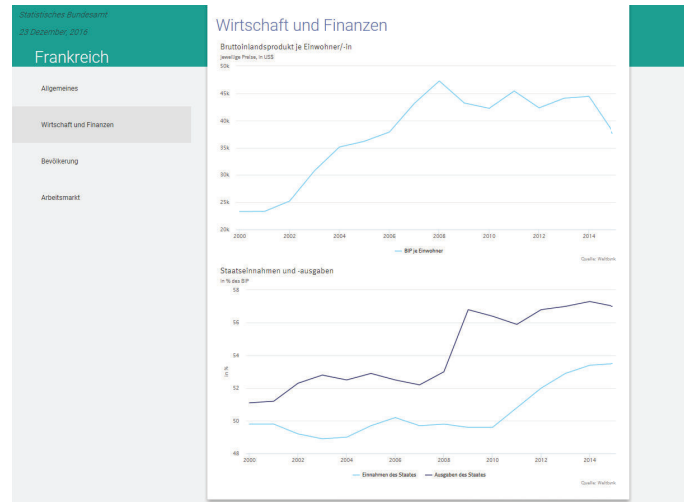 Statistisches Bundesamt
23 Dezember, 2016
Frankreich
Allgemeines
Wirtschaft und Finanzen
Bevölkerung
Arbeitsmarkt
Wirtschaft und Finanzen
Bruttoinlandsprodukt je Einwohner/-in
jeweilige Preise, in US$
50k
45k
40k
35k
30k
25k
20k
2000 2002 2004 2006 2008 2010 2012 2014
BIP je Einwohner
Quelle: Weltbank
Staatseinnahmen und -ausgaben
in % des BIP
58
56
54
52
50
48
in %
2000 2002 2004 2006 2008 2010 2012 2014
Einnahmen des Staates Ausgaben des Staates
Quelle: Weltbank